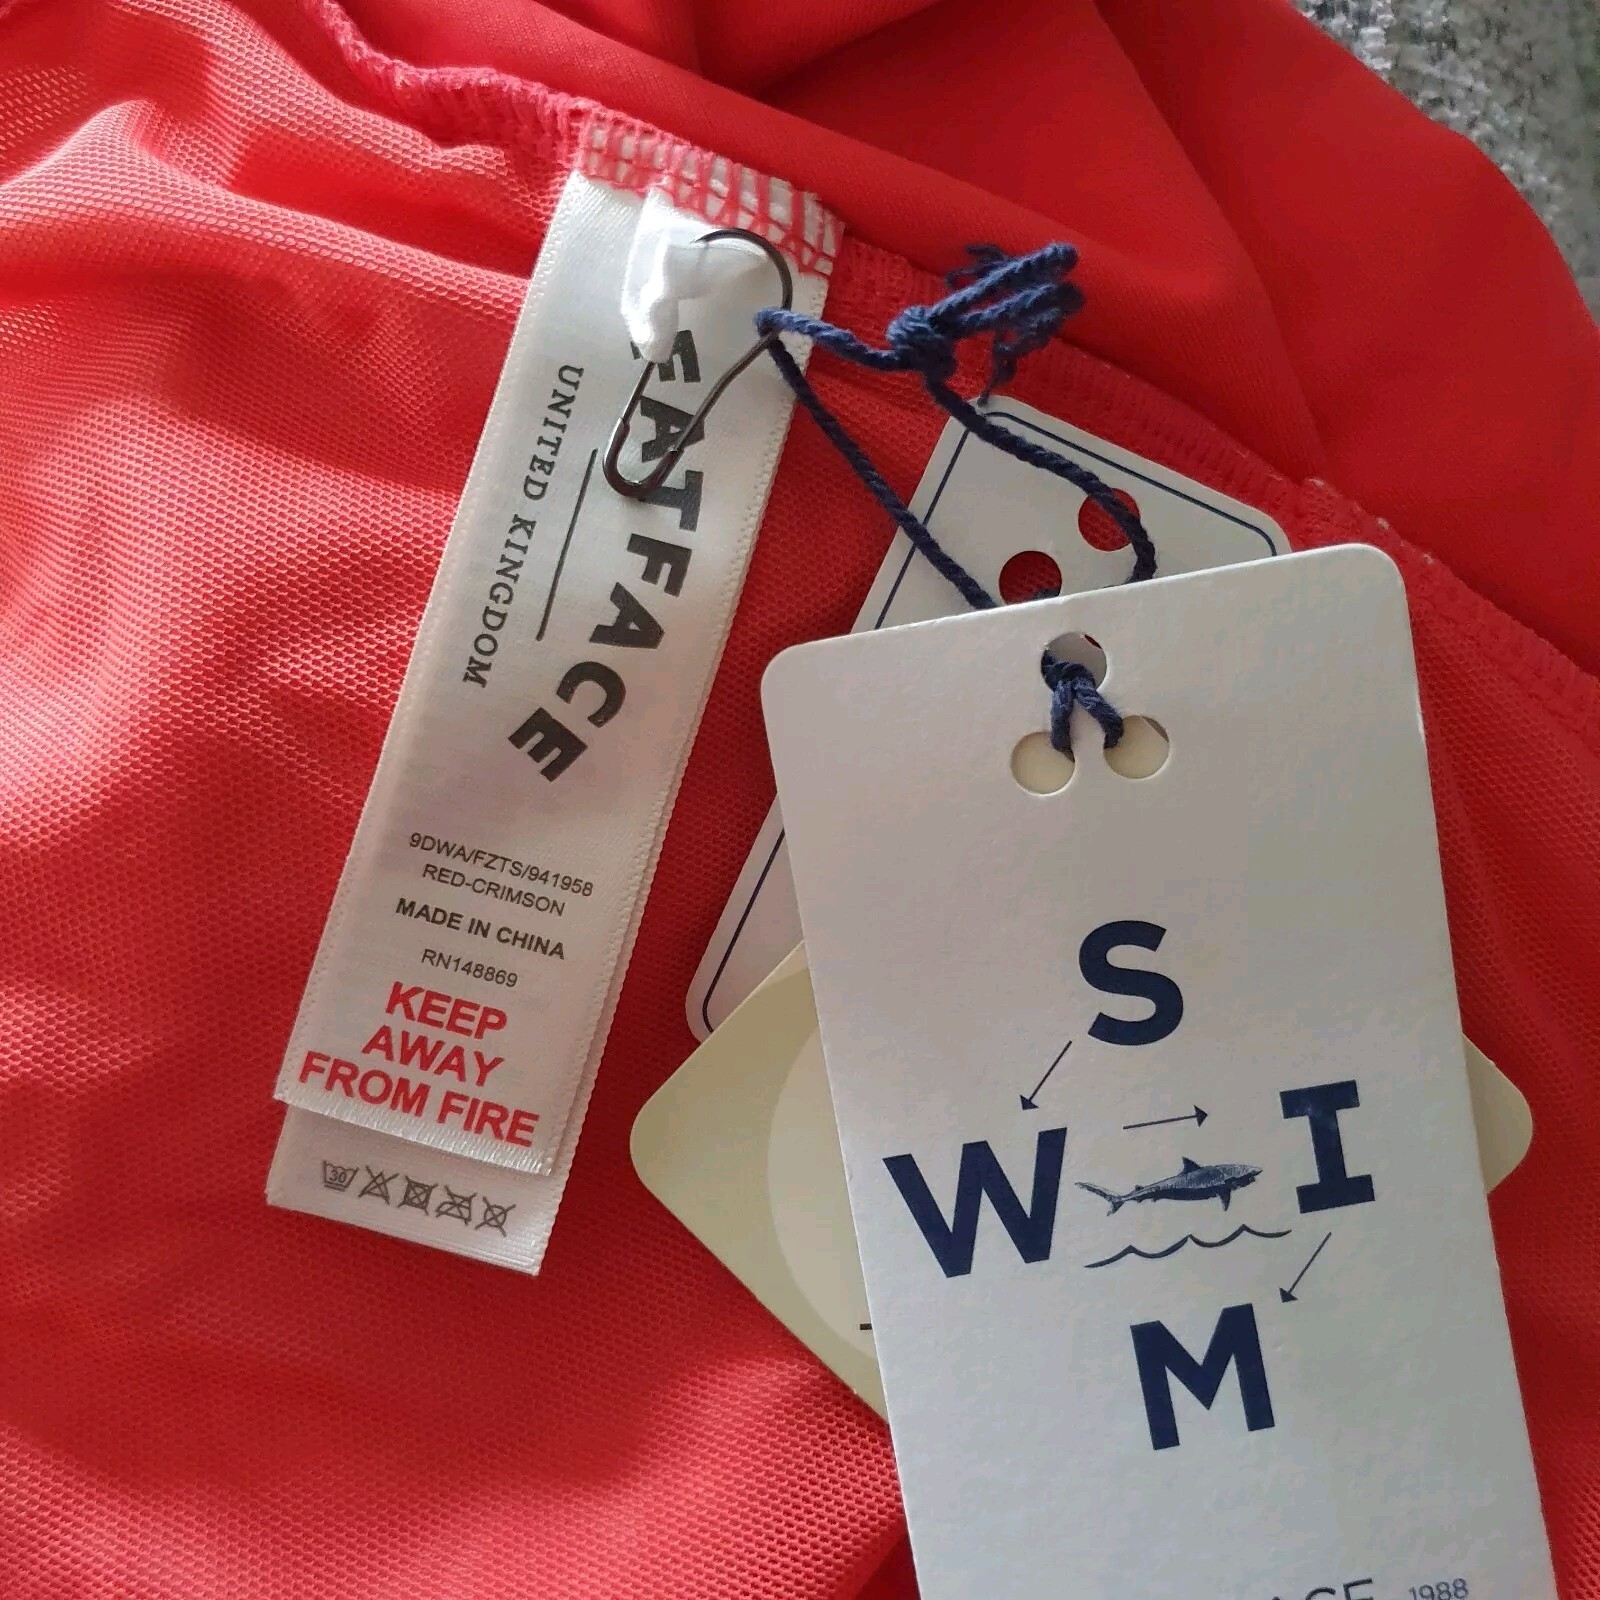 FATFACE
UNITED KINGDOM
9DWA/FZTS/941958
RED-CRIMSON
MADE IN CHINA
RN148869
KEEP
AWAY
FROM FIRE
30
S
W I
M
1988